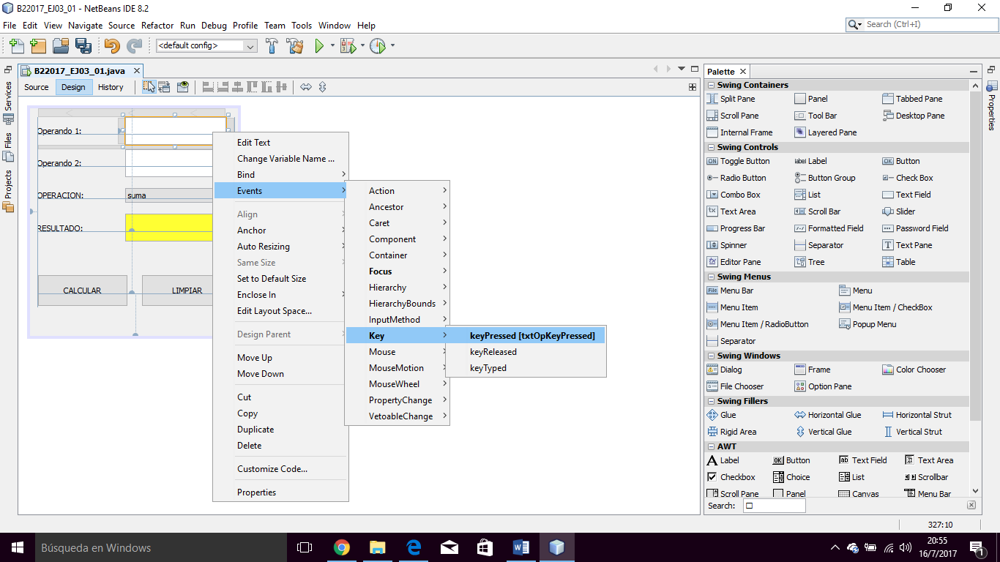 B22017_EJ03_01 - NetBeans IDE 8.2
File Edit View Navigate Source Refactor Run Debug Profile Team Tools Window Help
Search (Ctrl+I)
<default config>
B22017_EJ03_01.java
Source Design History
Services
Files
Projects
Operando 1:
Operando 2:
OPERACION:
suma
RESULTADO:
CALCULAR
LIMPIAR
Edit Text
Change Variable Name ...
Bind
Events
Align
Anchor
Auto Resizing
Same Size
Set to Default Size
Enclose In
Edit Layout Space...
Design Parent
Move Up
Move Down
Cut
Copy
Duplicate
Delete
Customize Code...
Properties
Action
Ancestor
Caret
Component
Container
Focus
Hierarchy
HierarchyBounds
InputMethod
Key
Mouse
MouseMotion
MouseWheel
PropertyChange
VetoableChange
keyPressed [txtOpKeyPressed]
keyReleased
keyTyped
Palette
Swing Containers
Split Pane Panel Tabbed Pane
Scroll Pane Tool Bar Desktop Pane
Internal Frame Layered Pane
Swing Controls
Toggle Button label Label OK Button
Radio Button Button Group Check Box
Combo Box List Text Field
Text Area Scroll Bar Slider
Progress Bar Formatted Field Password Field
Spinner Separator Text Pane
Editor Pane Tree Table
Swing Menus
File Menu Bar Menu
Menu Item Menu Item / CheckBox
Menu Item / RadioButton Popup Menu
Separator
Swing Windows
Dialog Frame Color Chooser
File Chooser Option Pane
Swing Fillers
Glue Horizontal Glue Horizontal Strut
Rigid Area Vertical Glue Vertical Strut
AWT
A Label OK Button ab Text Field Text Area
Checkbox Choice List Scrollbar
Scroll Pane Panel Canvas Menu Bar
Search:
Properties
327:10
Búsqueda en Windows
20:55
16/7/2017
1